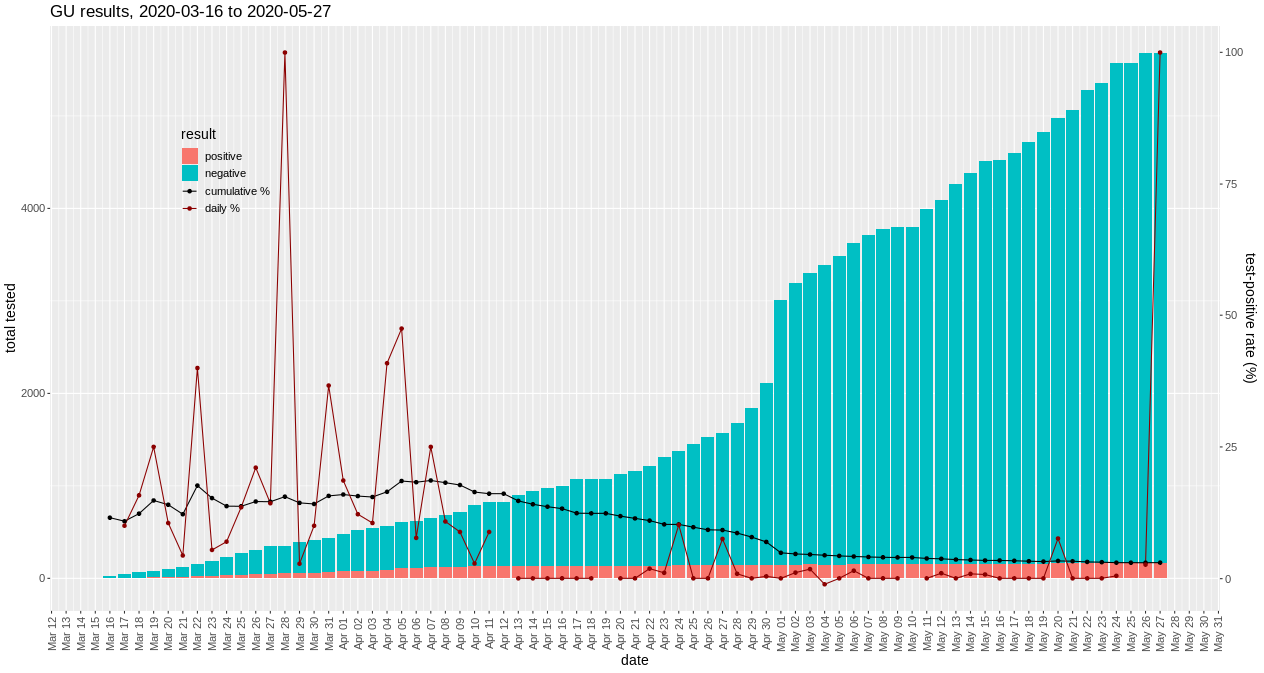 GU results, 2020-03-16 to 2020-05-27
result
positive
negative
cumulative %
daily %
total tested
4000
2000
0
100
75
50
25
0
test-positive rate (%)
Mar 12
Mar 13
Mar 14
Mar 15
Mar 16
Mar 17
Mar 18
Mar 19
Mar 20
Mar 21
Mar 22
Mar 23
Mar 24
Mar 25
Mar 26
Mar 27
Mar 28
Mar 29
Mar 30
Mar 31
Apr 01
Apr 02
Apr 03
Apr 04
Apr 05
Apr 06
Apr 07
Apr 08
Apr 09
Apr 10
Apr 11
Apr 12
Apr 13
Apr 14
Apr 15
Apr 16
Apr 17
Apr 18
Apr 19
Apr 20
Apr 21
Apr 22
Apr 23
Apr 24
Apr 25
Apr 26
Apr 27
Apr 28
Apr 29
Apr 30
May 01
May 02
May 03
May 04
May 05
May 06
May 07
May 08
May 09
May 10
May 11
May 12
May 13
May 14
May 15
May 16
May 17
May 18
May 19
May 20
May 21
May 22
May 23
May 24
May 25
May 26
May 27
May 28
May 29
May 30
May 31
date